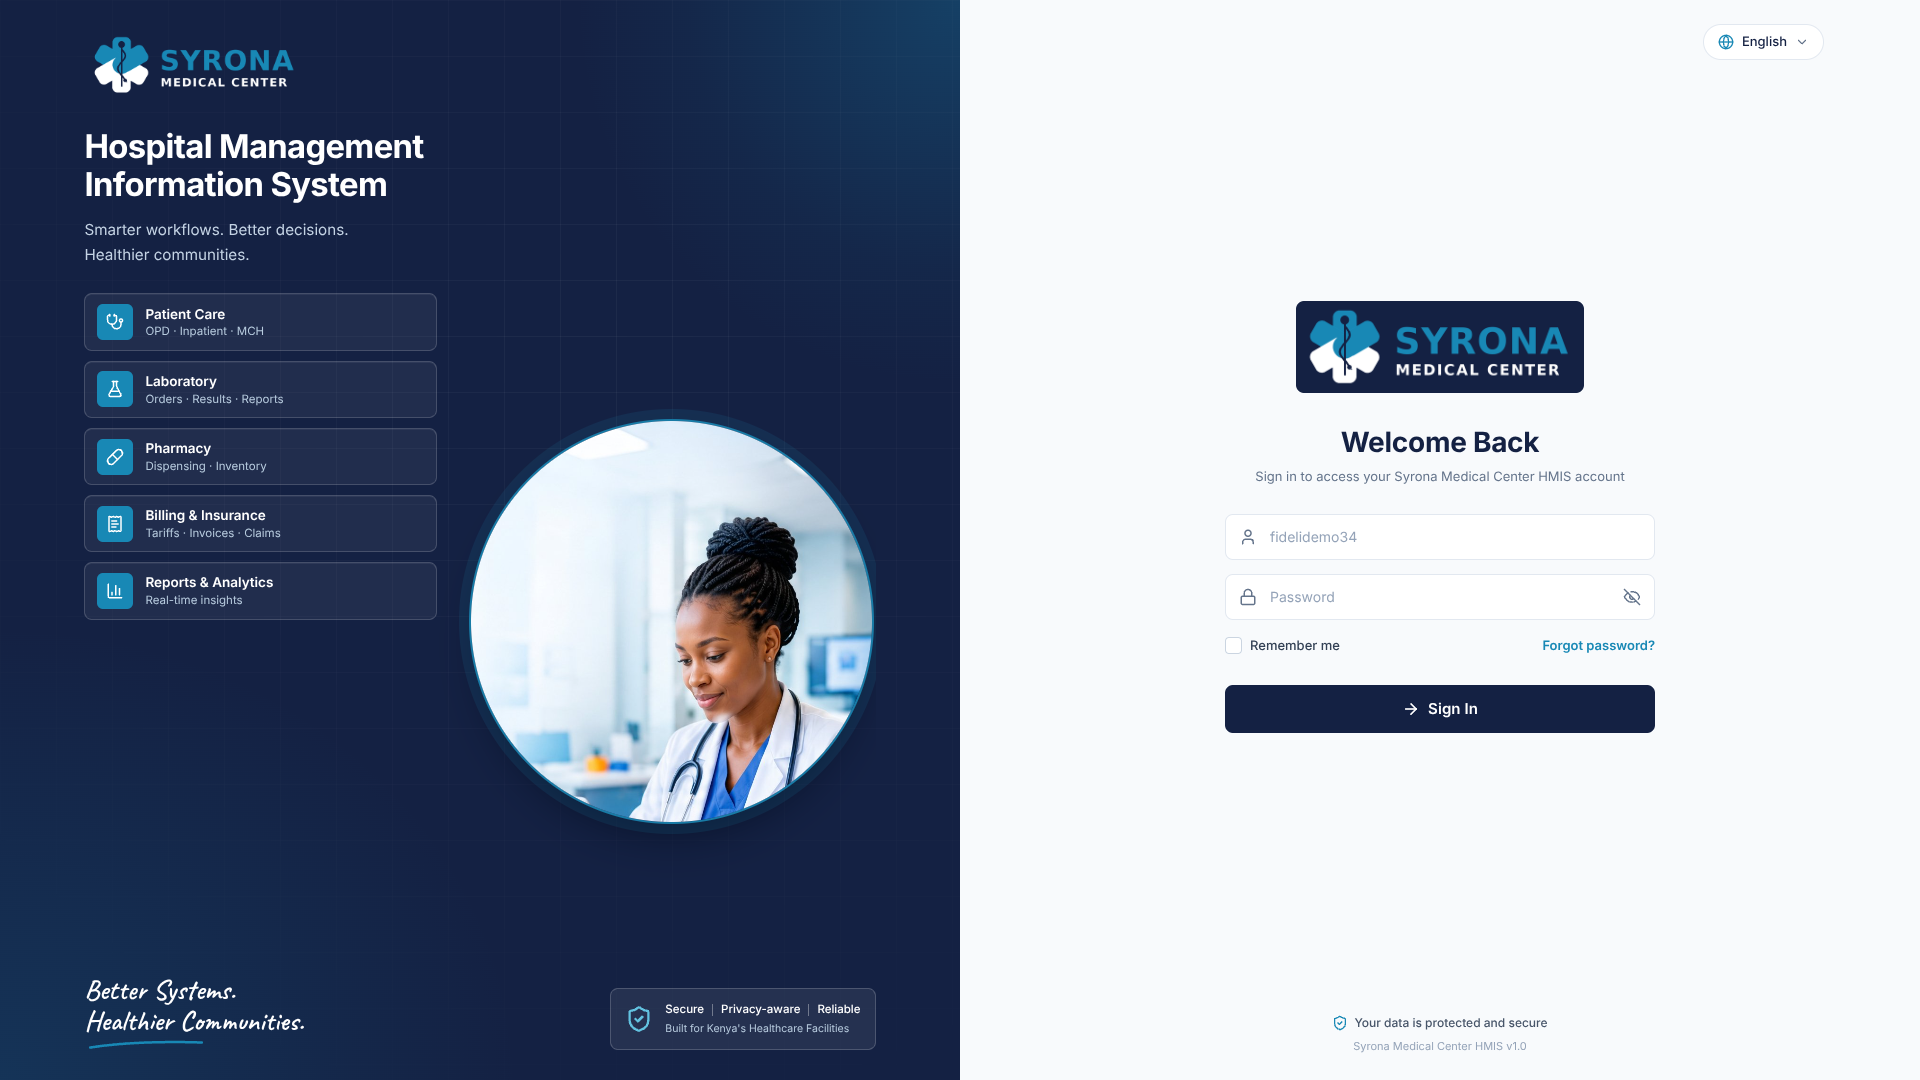 SYRONA
MEDICAL CENTER
Hospital Management
Information System
Smarter workflows. Better decisions.
Healthier communities.
Patient Care
OPD · Inpatient · MCH
Laboratory
Orders · Results · Reports
Pharmacy
Dispensing · Inventory
Billing & Insurance
Tariffs · Invoices · Claims
Reports & Analytics
Real-time insights
Better Systems.
Healthier Communities.
Secure | Privacy-aware | Reliable
Built for Kenya's Healthcare Facilities
English
SYRONA
MEDICAL CENTER
Welcome Back
Sign in to access your Syrona Medical Center HMIS account
fidelidemo34
Password
Remember me
Forgot password?
Sign In
Your data is protected and secure
Syrona Medical Center HMIS v1.0